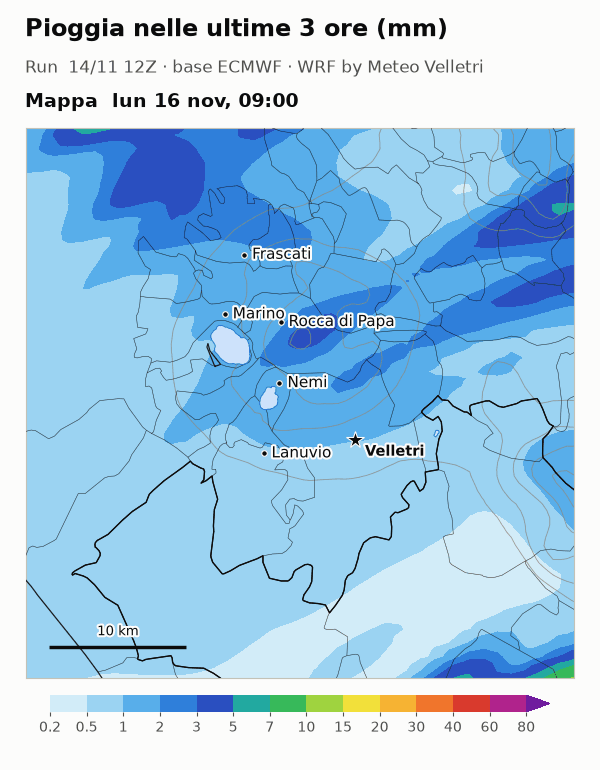 Pioggia nelle ultime 3 ore (mm)
Run 14/11 12Z · base ECMWF · WRF by Meteo Velletri
Mappa lun 16 nov, 09:00
Frascati
Marino
Rocca di Papa
Nemi
Velletri
Lanuvio
10 km
0.2 0.5 1 2 3 5 7 10 15 20 30 40 60 80